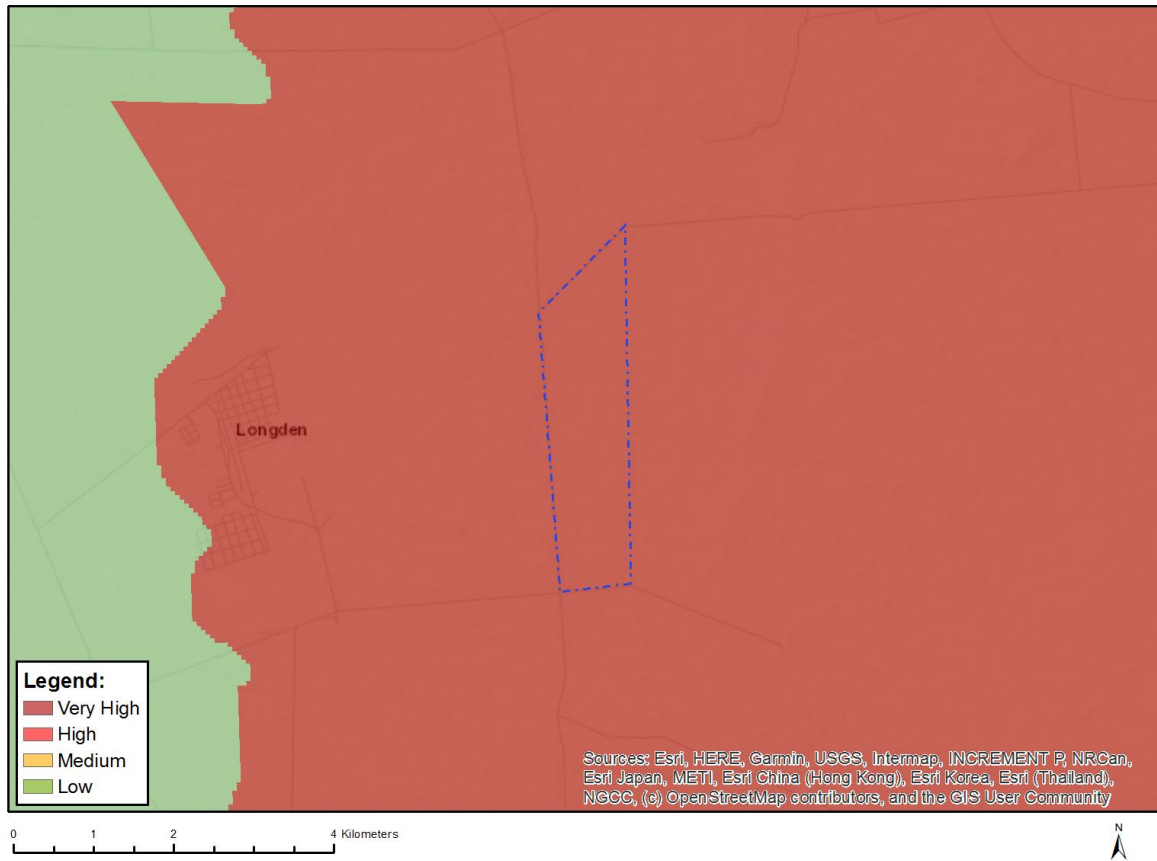 Longden
Legend:
Very High
High
Medium
Low
Sources: Esri, HERE, Garmin, USGS, Intermap, INCREMENT P, NRCan,
Esri Japan, METI, Esri China (Hong Kong), Esri Korea, Esri (Thailand),
NGCC, (c) OpenStreetMap contributors, and the GIS User Community
0 1 2 4 Kilometers
N